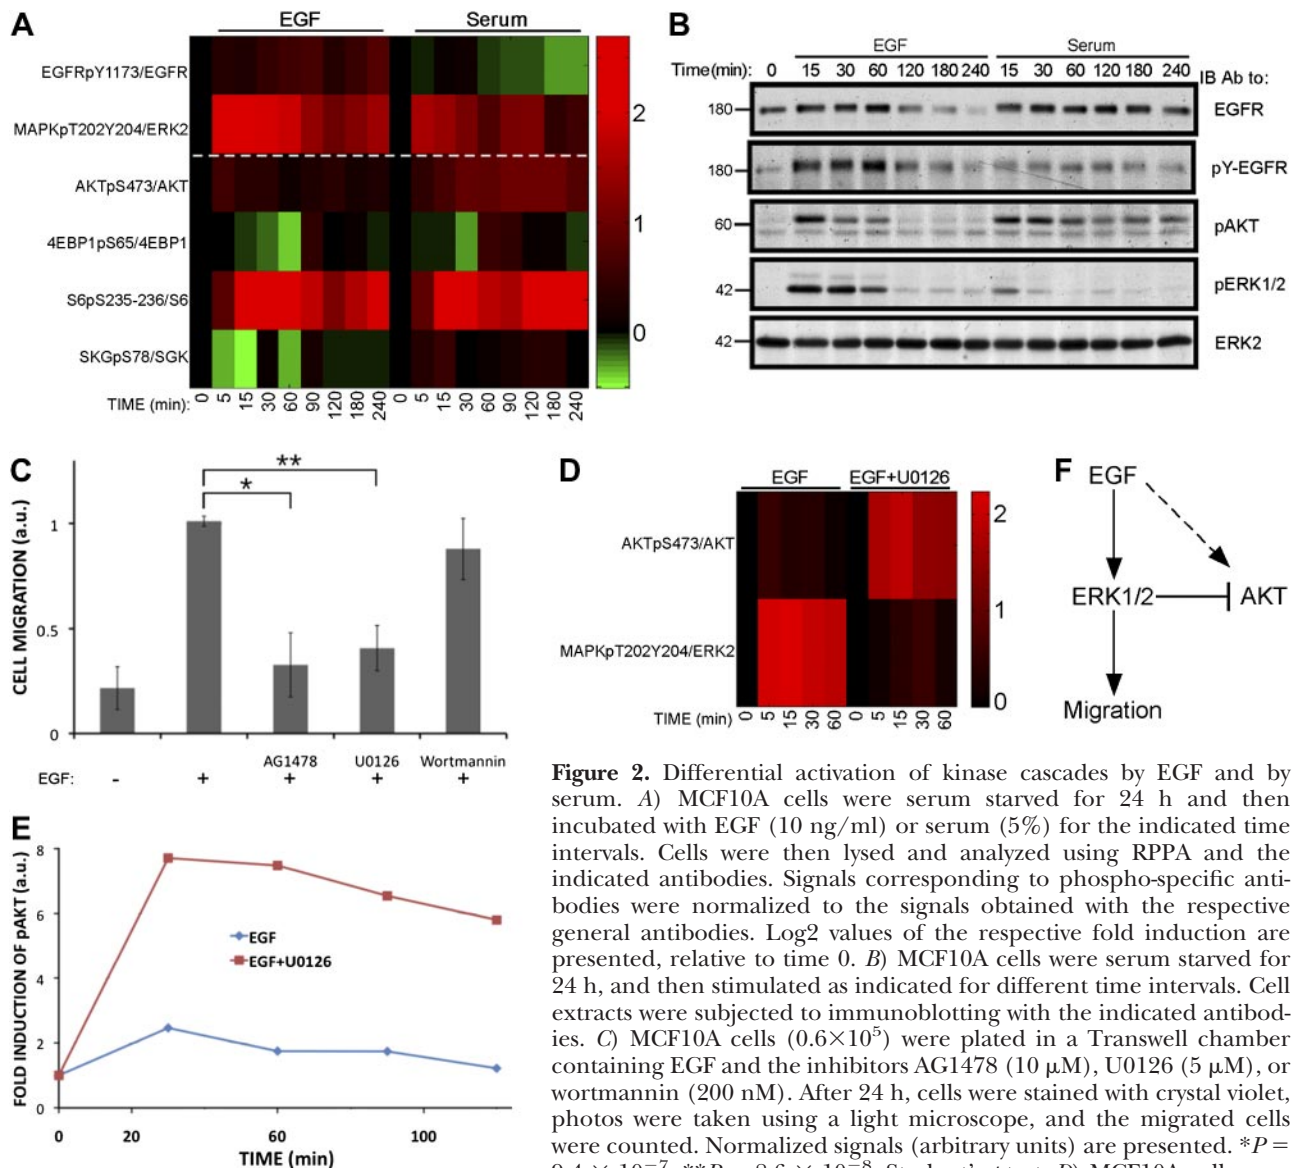 A
EGF
Serum
EGFRpY1173/EGFR
MAPKpT202Y204/ERK2
AKTpS473/AKT
4EBP1pS65/4EBP1
S6pS235-236/S6
SKGpS78/SGK
TIME (min): 0 5 15 30 60 90 120 180 240 0 5 15 30 60 90 120 180 240
2
1
0
B
EGF
Serum
Time(min): 0 15 30 60 120 180 240 15 30 60 120 180 240 IB Ab to:
180 EGFR
180 pY-EGFR
60 pAKT
42 pERK1/2
42 ERK2
C
CELL MIGRATION (a.u.)
1
0.5
0
**
*
AG1478 U0126 Wortmannin
EGF: - + + + +
D
EGF
EGF+U0126
AKTpS473/AKT
MAPKpT202Y204/ERK2
TIME (min) 0 5 15 30 60 0 5 15 30 60
2
1
0
F
EGF
ERK1/2
AKT
Migration
E
FOLD INDUCTION OF pAKT (a.u.)
8
6
4
2
0
EGF
EGF+U0126
0 20 60 100
TIME (min)
Figure 2. Differential activation of kinase cascades by EGF and by
serum. A) MCF10A cells were serum starved for 24 h and then
incubated with EGF (10 ng/ml) or serum (5%) for the indicated time
intervals. Cells were then lysed and analyzed using RPPA and the
indicated antibodies. Signals corresponding to phospho-specific anti-
bodies were normalized to the signals obtained with the respective
general antibodies. Log2 values of the respective fold induction are
presented, relative to time 0. B) MCF10A cells were serum starved for
24 h, and then stimulated as indicated for different time intervals. Cell
extracts were subjected to immunoblotting with the indicated antibod-
ies. C) MCF10A cells (0.6×10⁵) were plated in a Transwell chamber
containing EGF and the inhibitors AG1478 (10 μM), U0126 (5 μM), or
wortmannin (200 nM). After 24 h, cells were stained with crystal violet,
photos were taken using a light microscope, and the migrated cells
were counted. Normalized signals (arbitrary units) are presented. *P =